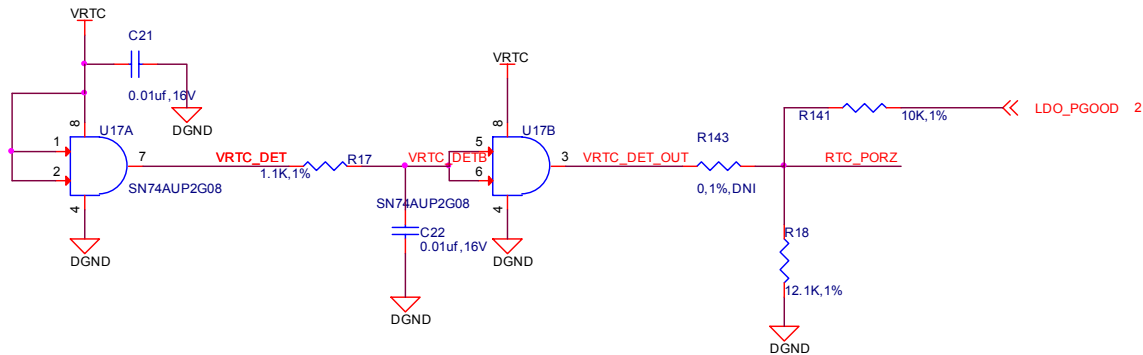 VRTC
C21
0.01uf,16V
DGND
8
U17A
1
2
7
4
SN74AUP2G08
DGND
VRTC_DET
R17
1.1K,1%
VRTC_DETB
SN74AUP2G08
C22
0.01uf,16V
DGND
VRTC
8
U17B
5
6
3
4
DGND
VRTC_DET_OUT
R143
0,1%,DNI
R141
10K,1%
LDO_PGOOD 2
RTC_PORZ
R18
12.1K,1%
DGND